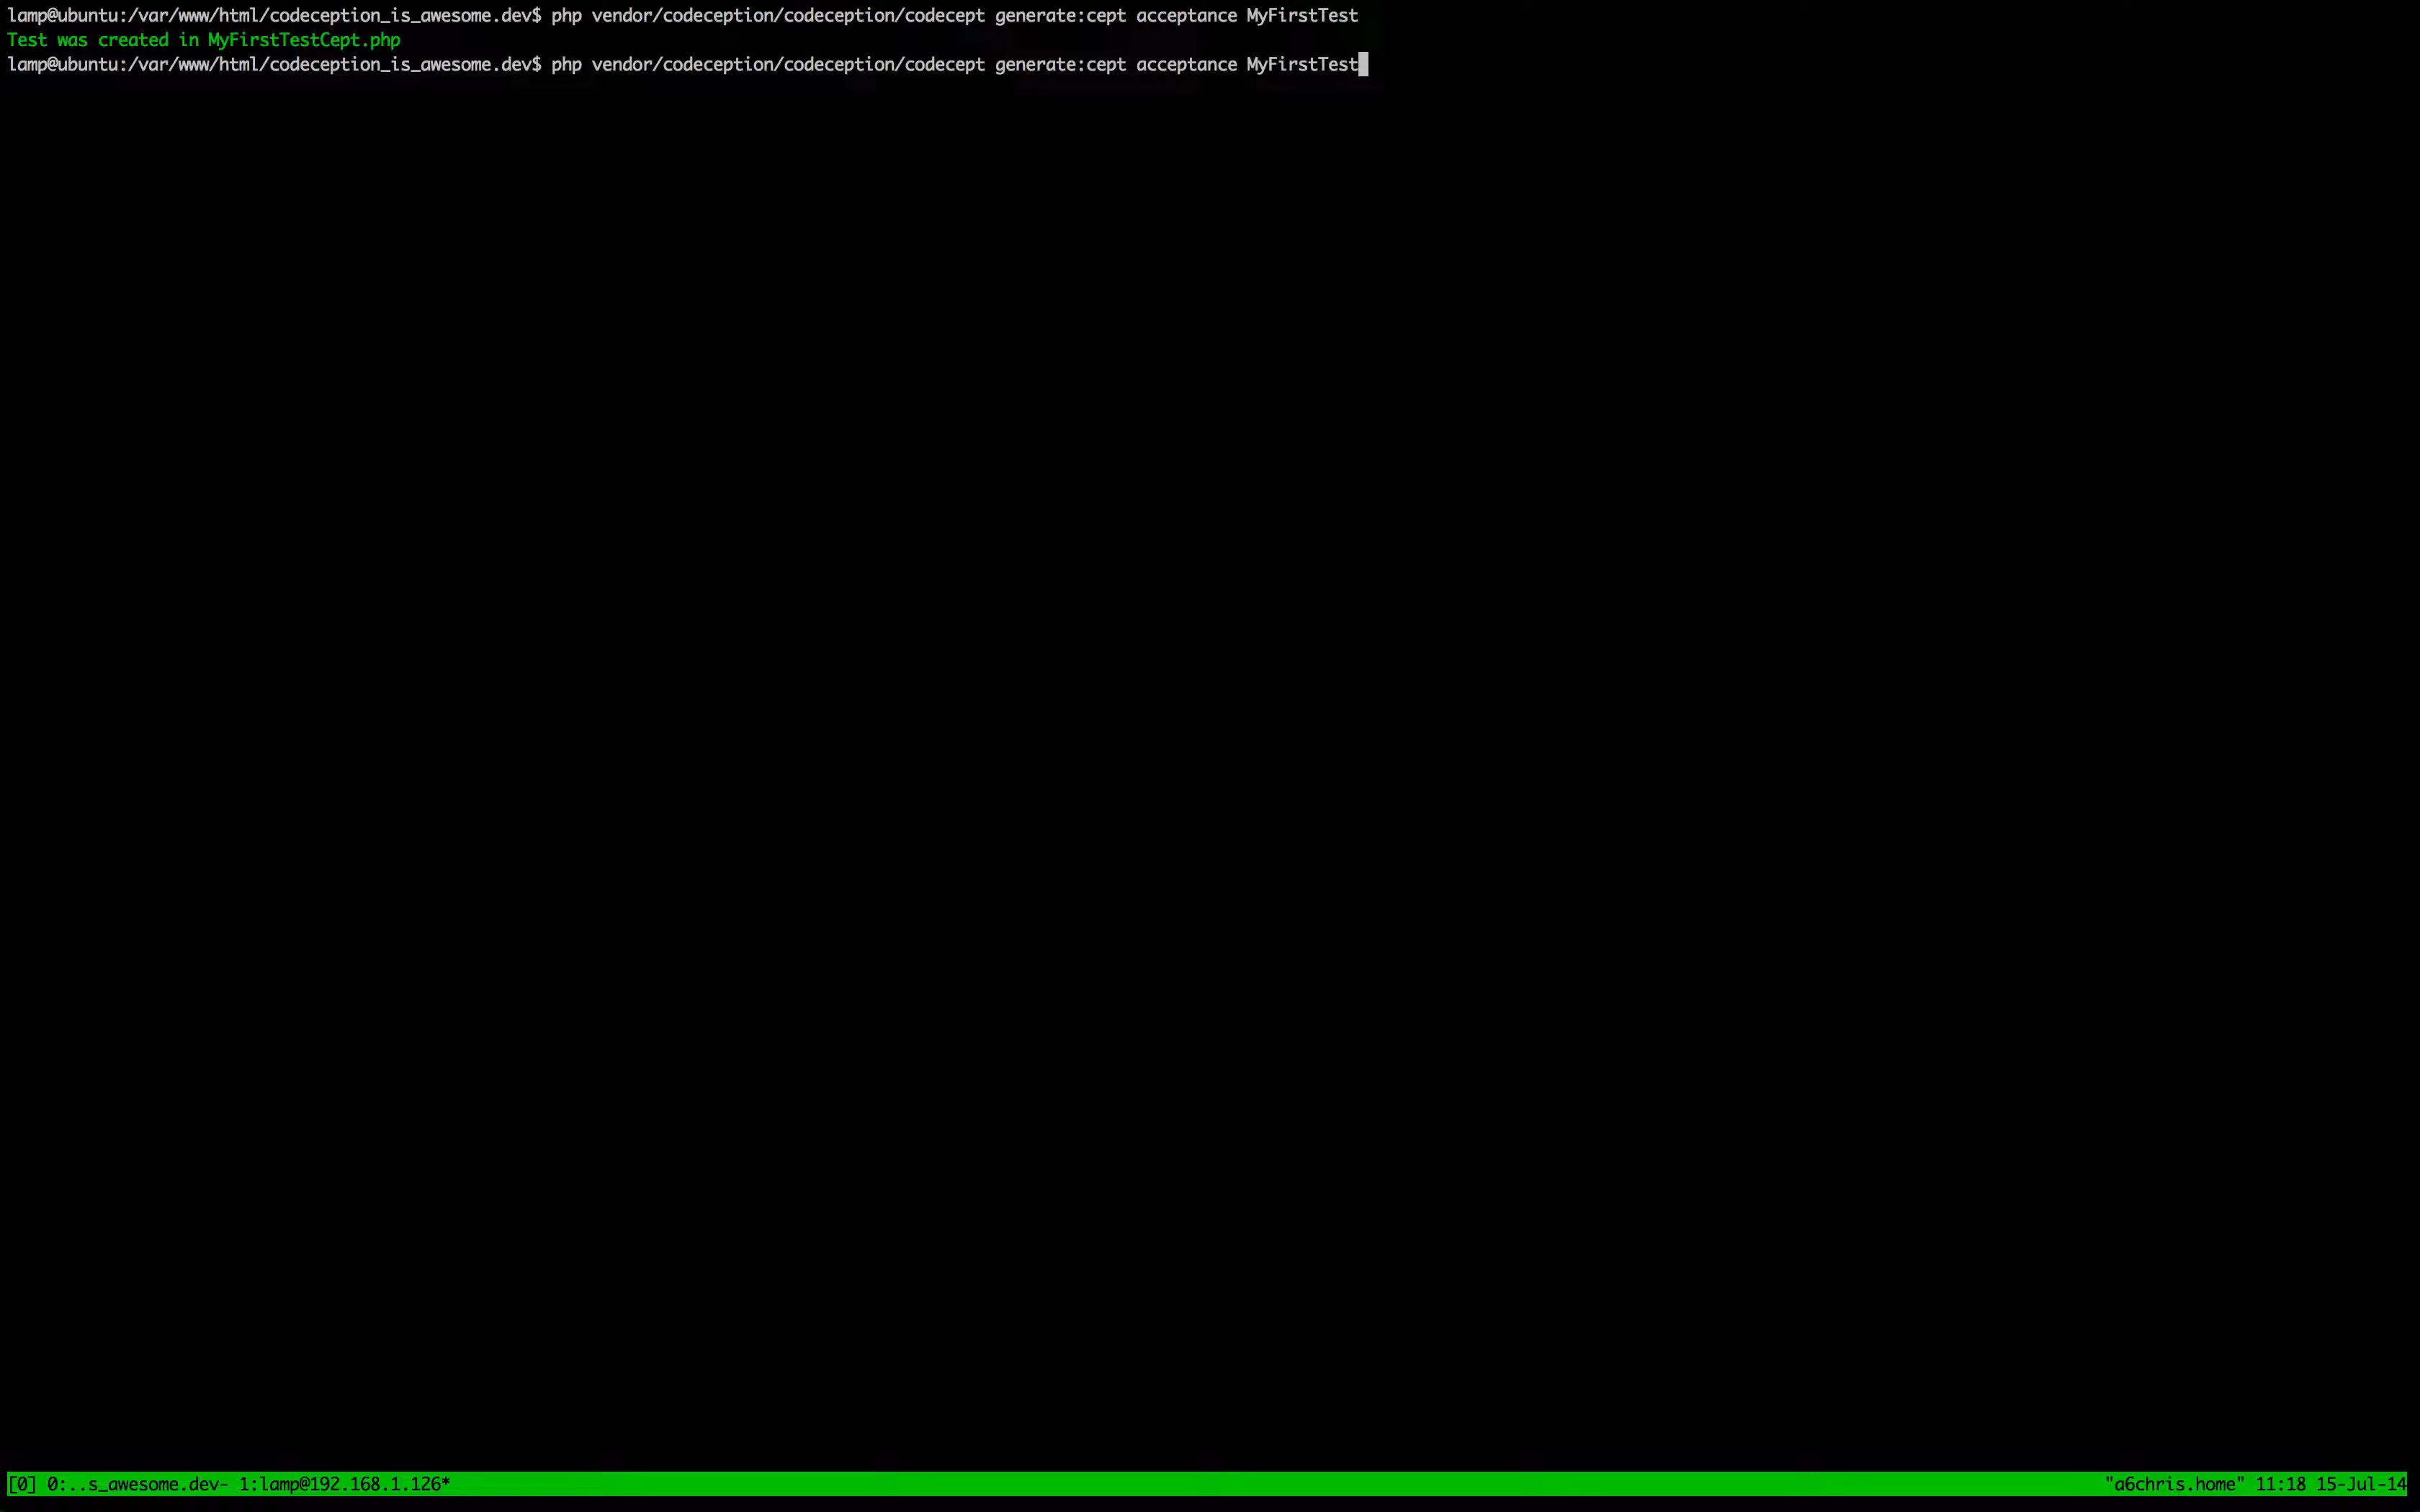 lamp@ubuntu:/var/www/html/codeception_is_awesome.dev$ php vendor/codeception/codeception/codecept generate:cept acceptance MyFirstTest
Test was created in MyFirstTestCept.php
lamp@ubuntu:/var/www/html/codeception_is_awesome.dev$ php vendor/codeception/codeception/codecept generate:cept acceptance MyFirstTest
[0] 0:..s_awesome.dev- 1:lamp@192.168.1.126* "a6chris.home" 11:18 15-Jul-14